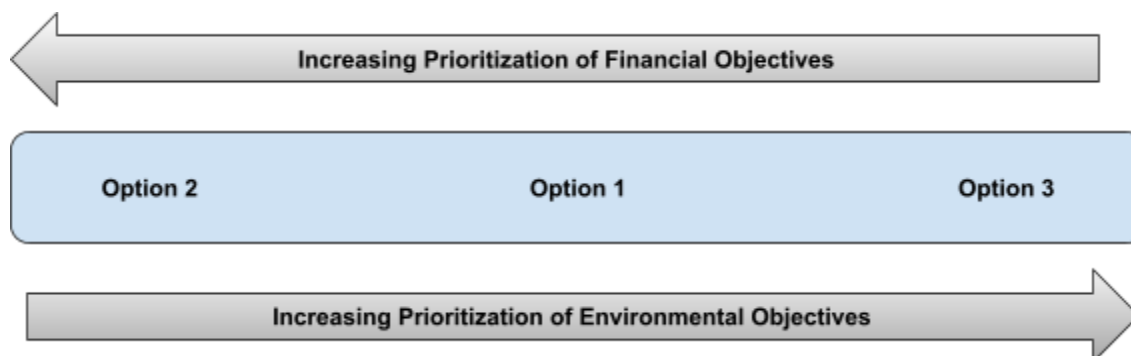 Increasing Prioritization of Financial Objectives
Option 2
Option 1
Option 3
Increasing Prioritization of Environmental Objectives